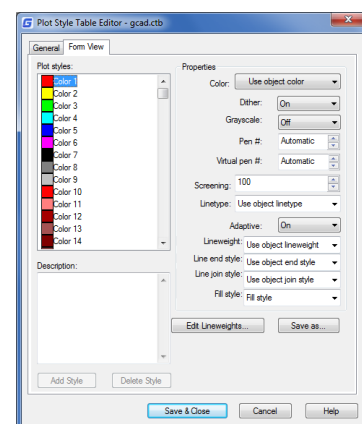 Plot Style Table Editor - gcad.ctb
General Form View
Plot styles:
Color 1
Color 2
Color 3
Color 4
Color 5
Color 6
Color 7
Color 8
Color 9
Color 10
Color 11
Color 12
Color 13
Color 14
Description:
Add Style Delete Style
Properties
Color: Use object color
Dither: On
Grayscale: Off
Pen #: Automatic
Virtual pen #: Automatic
Screening: 100
Linetype: Use object linetype
Adaptive: On
Lineweight: Use object lineweight
Line end style: Use object end style
Line join style: Use object join style
Fill style: Fill style
Edit Lineweights... Save as...
Save & Close Cancel Help